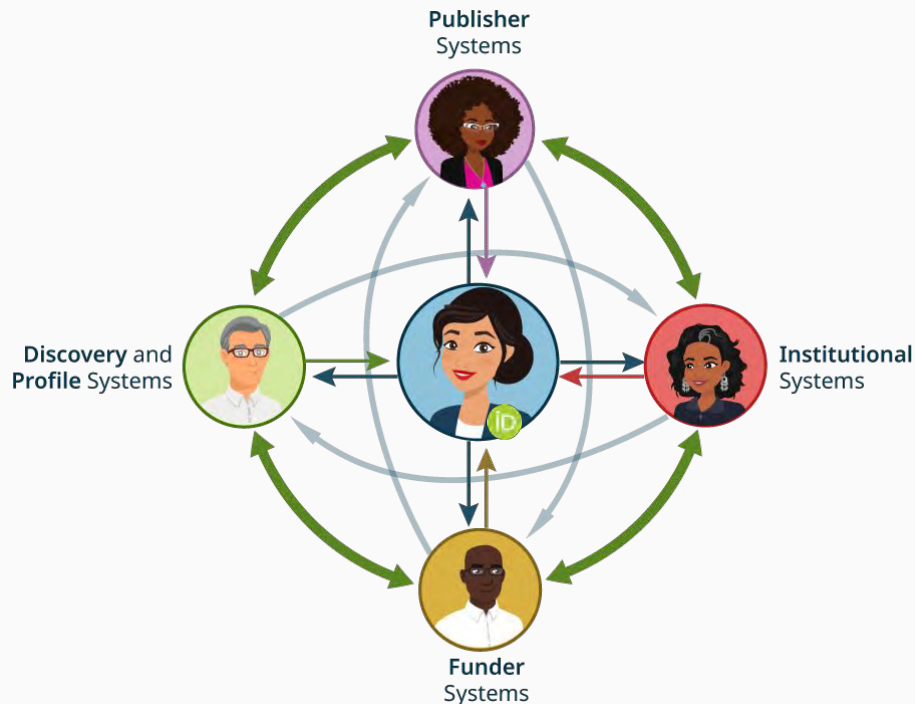 Publisher
Systems
Discovery and
Profile Systems
Institutional
Systems
iD
Funder
Systems